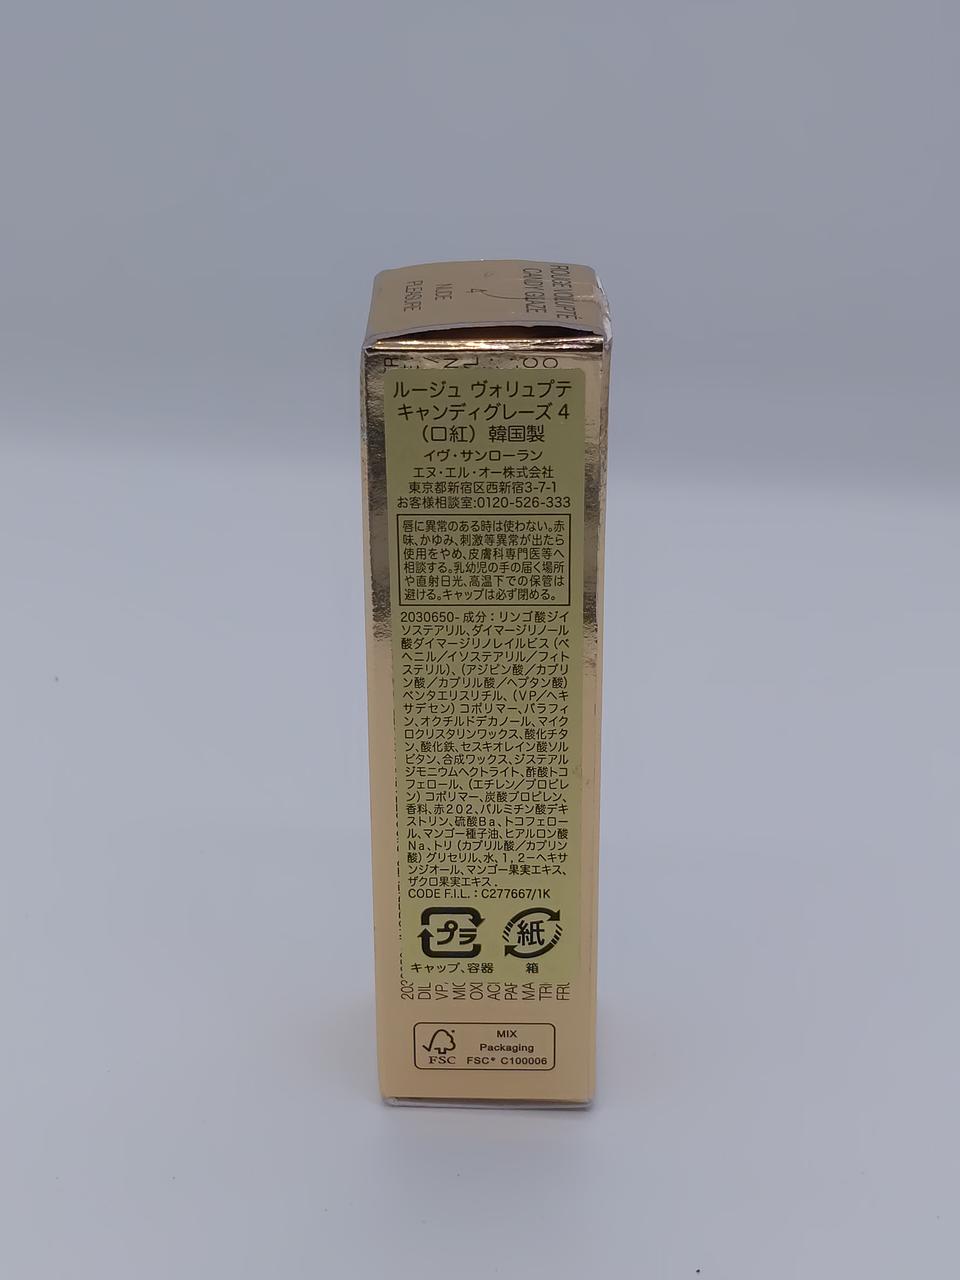 ROUGE VOLUPTÉ
CANDY GLAZE
4
NUDE
PLEASURE
ルージュ ヴォリュプテ
キャンディグレーズ 4
（口紅）韓国製
イヴ・サンローラン
エヌ・エル・オー株式会社
東京都新宿区西新宿3-7-1
お客様相談室:0120-526-333
唇に異常のある時は使わない。赤
味、かゆみ、刺激等異常が出たら
使用をやめ、皮膚科専門医等へ
相談する。乳幼児の手の届く場所
や直射日光、高温下での保管は
避ける。キャップは必ず閉める。
2030650- 成分：リンゴ酸ジイ
ソステアリル、ダイマージリノール
酸ダイマージリノレイルビス（ベ
ヘニル／イソステアリル／フィト
ステリル）、（アジピン酸／カプリ
ン酸／カプリル酸／ヘプタン酸）
ペンタエリスリチル、（ＶＰ／ヘキ
サデセン）コポリマー、パラフィ
ン、オクチルドデカノール、マイク
ロクリスタリンワックス、酸化チタ
ン、酸化鉄、セスキオレイン酸ソル
ビタン、合成ワックス、ジステアル
ジモニウムヘクトライト、酢酸トコ
フェロール、（エチレン／プロピレ
ン）コポリマー、炭酸プロピレン、
香料、赤２０２、パルミチン酸デキ
ストリン、硫酸Ｂａ、トコフェロー
ル、マンゴー種子油、ヒアルロン酸
Ｎａ、トリ（カプリル酸／カプリン
酸）グリセリル、水、１，２－ヘキサ
ンジオール、マンゴー果実エキス、
ザクロ果実エキス．
CODE F.I.L.：C277667/1K
プラ 紙
キャップ、容器 箱
DIL
VP
MIC
OXI
ACI
PAF
MA
TRI
FRU
MIX
Packaging
FSC FSC® C100006